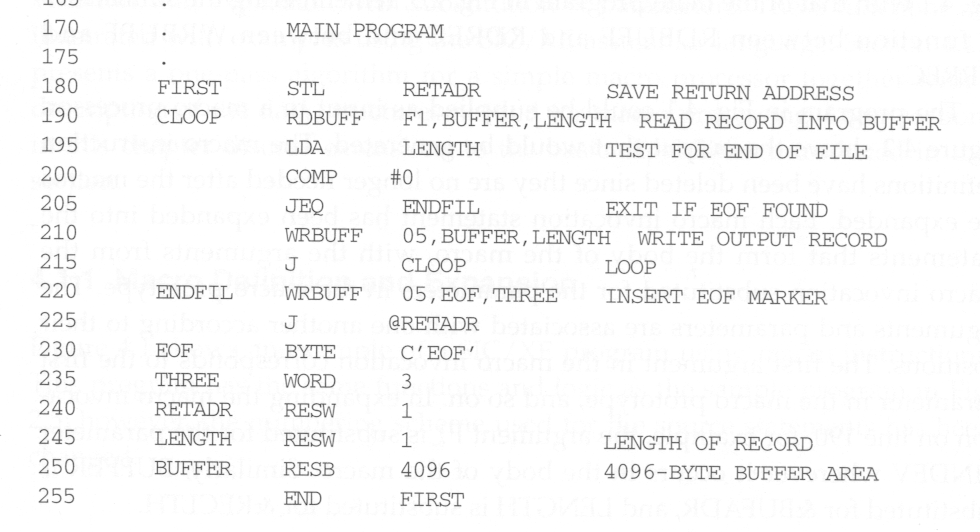 165 .
170 . MAIN PROGRAM
175 .
180 FIRST STL RETADR SAVE RETURN ADDRESS
190 CLOOP RDBUFF F1,BUFFER,LENGTH READ RECORD INTO BUFFER
195 LDA LENGTH TEST FOR END OF FILE
200 COMP #0
205 JEQ ENDFIL EXIT IF EOF FOUND
210 WRBUFF 05,BUFFER,LENGTH WRITE OUTPUT RECORD
215 J CLOOP LOOP
220 ENDFIL WRBUFF 05,EOF,THREE INSERT EOF MARKER
225 J @RETADR
230 EOF BYTE C'EOF'
235 THREE WORD 3
240 RETADR RESW 1
245 LENGTH RESW 1 LENGTH OF RECORD
250 BUFFER RESB 4096 4096-BYTE BUFFER AREA
255 END FIRST